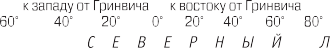 к западу от Гринвича к востоку от Гринвича
60° 40° 20° 0° 20° 40° 60° 80°
С Е В Е Р Н Ы Й Л